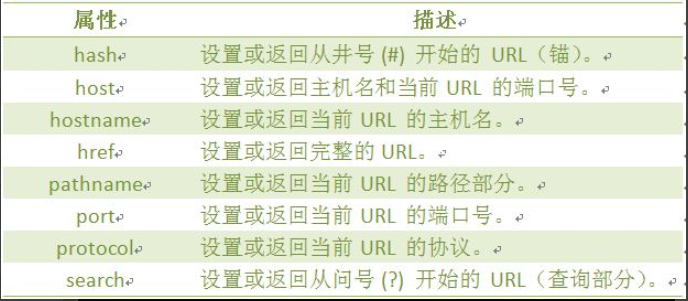 属性 描述
hash 设置或返回从井号 (#) 开始的 URL（锚）。
host 设置或返回主机名和当前 URL 的端口号。
hostname 设置或返回当前 URL 的主机名。
href 设置或返回完整的URL。
pathname 设置或返回当前 URL 的路径部分。
port 设置或返回当前 URL 的端口号。
protocol 设置或返回当前 URL 的协议。
search 设置或返回从问号 (?) 开始的 URL（查询部分）。